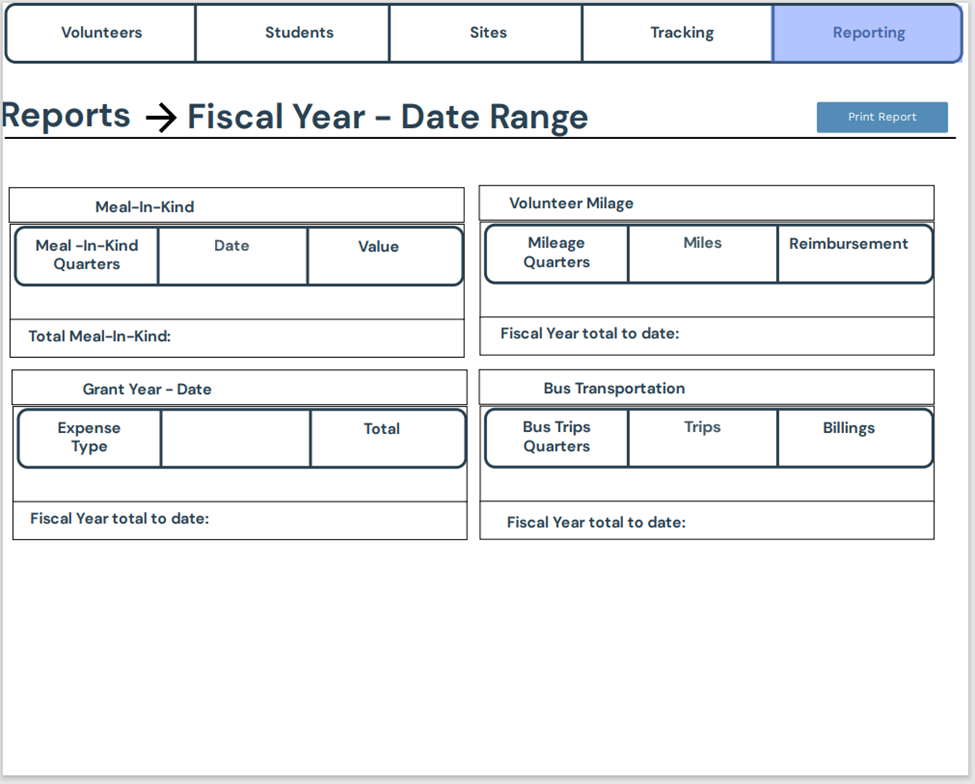 Volunteers Students Sites Tracking Reporting
Reports → Fiscal Year – Date Range
Print Report
Meal-In-Kind
Meal -In-Kind Date Value
Quarters
Total Meal-In-Kind:
Volunteer Milage
Mileage Miles Reimbursement
Quarters
Fiscal Year total to date:
Grant Year - Date
Expense Total
Type
Fiscal Year total to date:
Bus Transportation
Bus Trips Trips Billings
Quarters
Fiscal Year total to date: